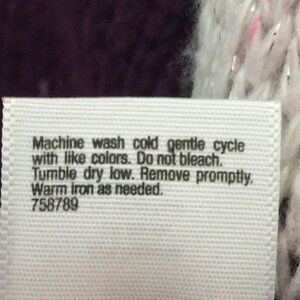 Machine wash cold gentle cycle
with like colors. Do not bleach.
Tumble dry low. Remove promptly.
Warm iron as needed.
758789